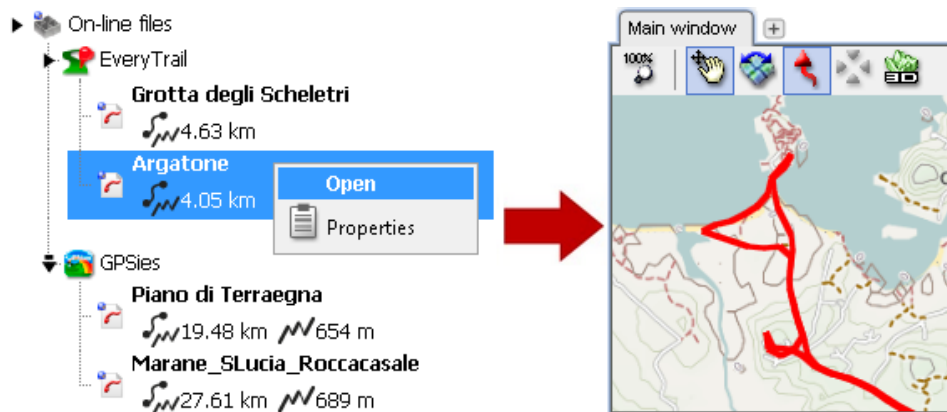 On-line files
EveryTrail
Grotta degli Scheletri
4.63 km
Argatone
4.05 km
Open
Properties
GPSies
Piano di Terraegna
19.48 km 654 m
Marane_SLucia_Roccacasale
27.61 km 689 m
Main window
100%
3D